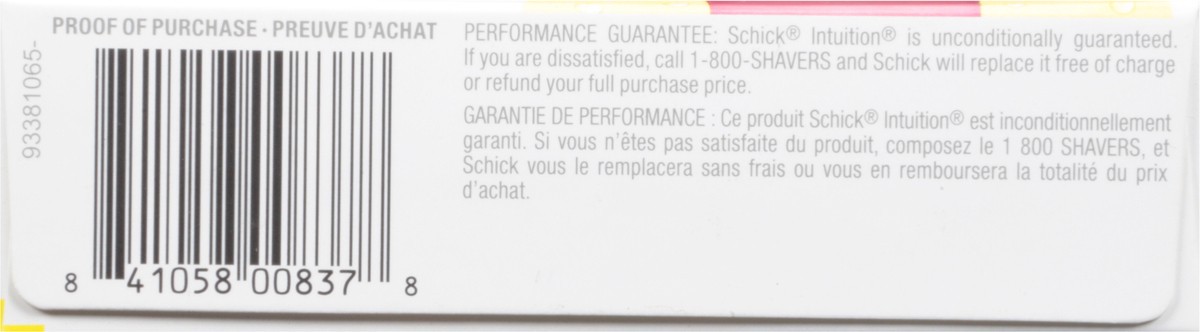 PROOF OF PURCHASE · PREUVE D'ACHAT
93381065-
8 41058 00837 8
PERFORMANCE GUARANTEE: Schick® Intuition® is unconditionally guaranteed.
If you are dissatisfied, call 1-800-SHAVERS and Schick will replace it free of charge
or refund your full purchase price.
GARANTIE DE PERFORMANCE : Ce produit Schick® Intuition® est inconditionnellement
garanti. Si vous n'êtes pas satisfaite du produit, composez le 1 800 SHAVERS, et
Schick vous le remplacera sans frais ou vous en remboursera la totalité du prix
d'achat.